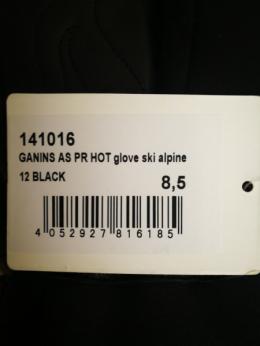 141016
GANINS AS PR HOT glove ski alpine
12 BLACK
8,5
4 052927 816185